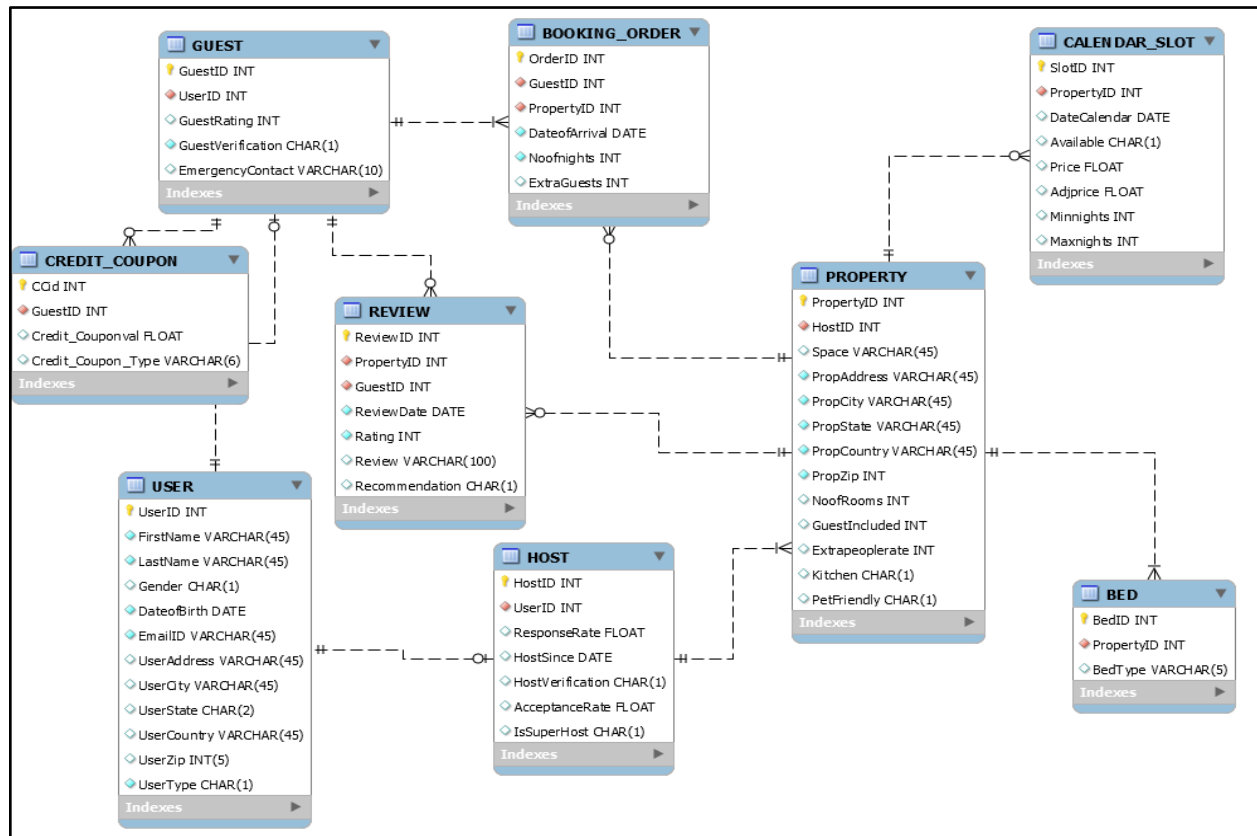 GUEST
GuestID INT
UserID INT
GuestRating INT
GuestVerification CHAR(1)
EmergencyContact VARCHAR(10)
Indexes
BOOKING_ORDER
OrderID INT
GuestID INT
PropertyID INT
DateofArrival DATE
Noofnights INT
ExtraGuests INT
Indexes
CALENDAR_SLOT
SlotID INT
PropertyID INT
DateCalendar DATE
Available CHAR(1)
Price FLOAT
Adjprice FLOAT
Minnights INT
Maxnights INT
Indexes
CREDIT_COUPON
CCid INT
GuestID INT
Credit_Couponval FLOAT
Credit_Coupon_Type VARCHAR(6)
Indexes
REVIEW
ReviewID INT
PropertyID INT
GuestID INT
ReviewDate DATE
Rating INT
Review VARCHAR(100)
Recommendation CHAR(1)
Indexes
PROPERTY
PropertyID INT
HostID INT
Space VARCHAR(45)
PropAddress VARCHAR(45)
PropCity VARCHAR(45)
PropState VARCHAR(45)
PropCountry VARCHAR(45)
PropZip INT
NoofRooms INT
GuestIncluded INT
Extrapeoplerate INT
Kitchen CHAR(1)
PetFriendly CHAR(1)
Indexes
USER
UserID INT
FirstName VARCHAR(45)
LastName VARCHAR(45)
Gender CHAR(1)
DateofBirth DATE
EmailID VARCHAR(45)
UserAddress VARCHAR(45)
UserCity VARCHAR(45)
UserState CHAR(2)
UserCountry VARCHAR(45)
UserZip INT(5)
UserType CHAR(1)
Indexes
HOST
HostID INT
UserID INT
ResponseRate FLOAT
HostSince DATE
HostVerification CHAR(1)
AcceptanceRate FLOAT
IsSuperHost CHAR(1)
Indexes
BED
BedID INT
PropertyID INT
BedType VARCHAR(5)
Indexes